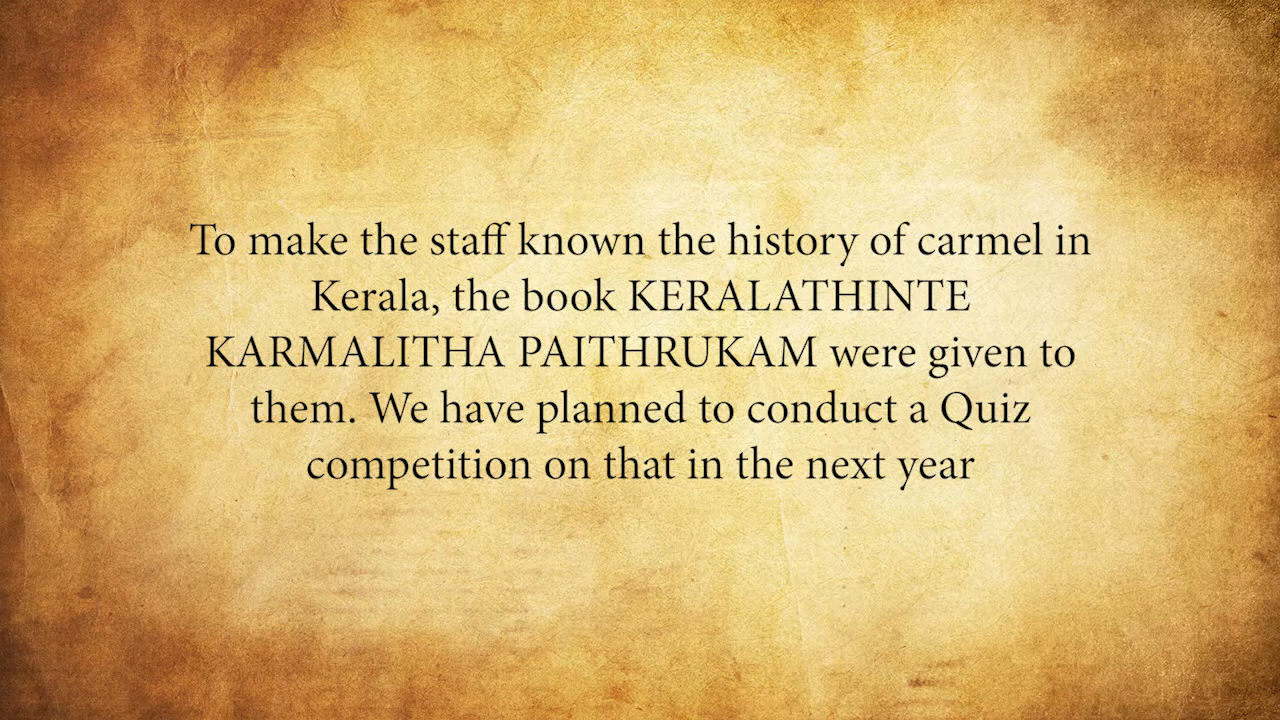 To make the staff known the history of carmel in
Kerala, the book KERALATHINTE
KARMALITHA PAITHRUKAM were given to
them. We have planned to conduct a Quiz
competition on that in the next year